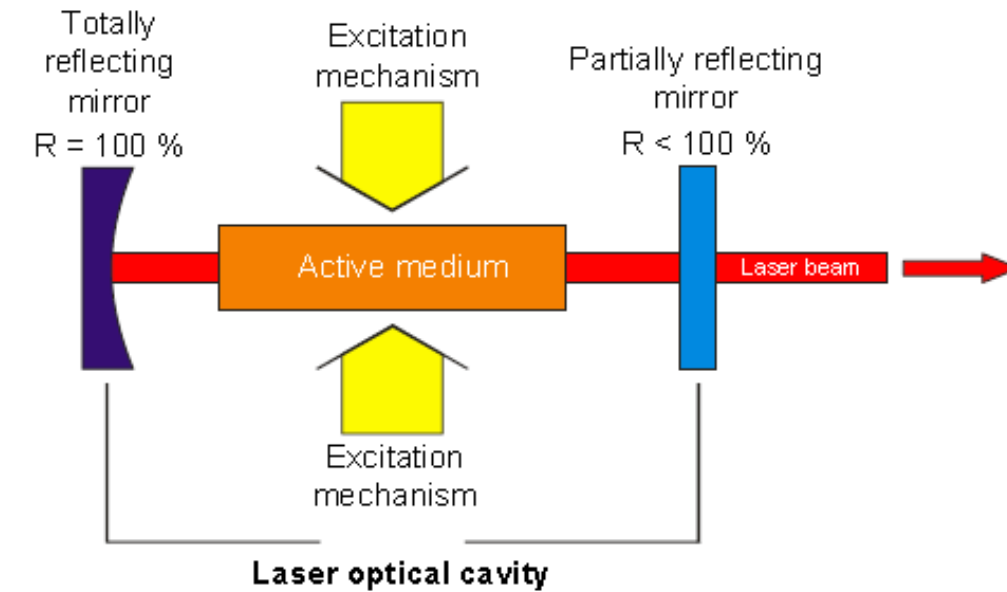 Totally
reflecting
mirror
R = 100 %
Excitation
mechanism
Partially reflecting
mirror
R < 100 %
Active medium
Laser beam
Excitation
mechanism
Laser optical cavity